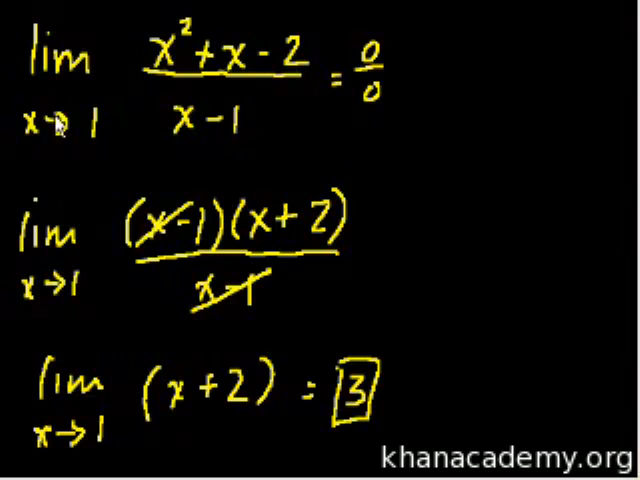 lim x→1 x²+x-2 / x-1 = 0/0
lim x→1 (x-1)(x+2) / x-1
lim x→1 (x+2) = 3
khanacademy.org